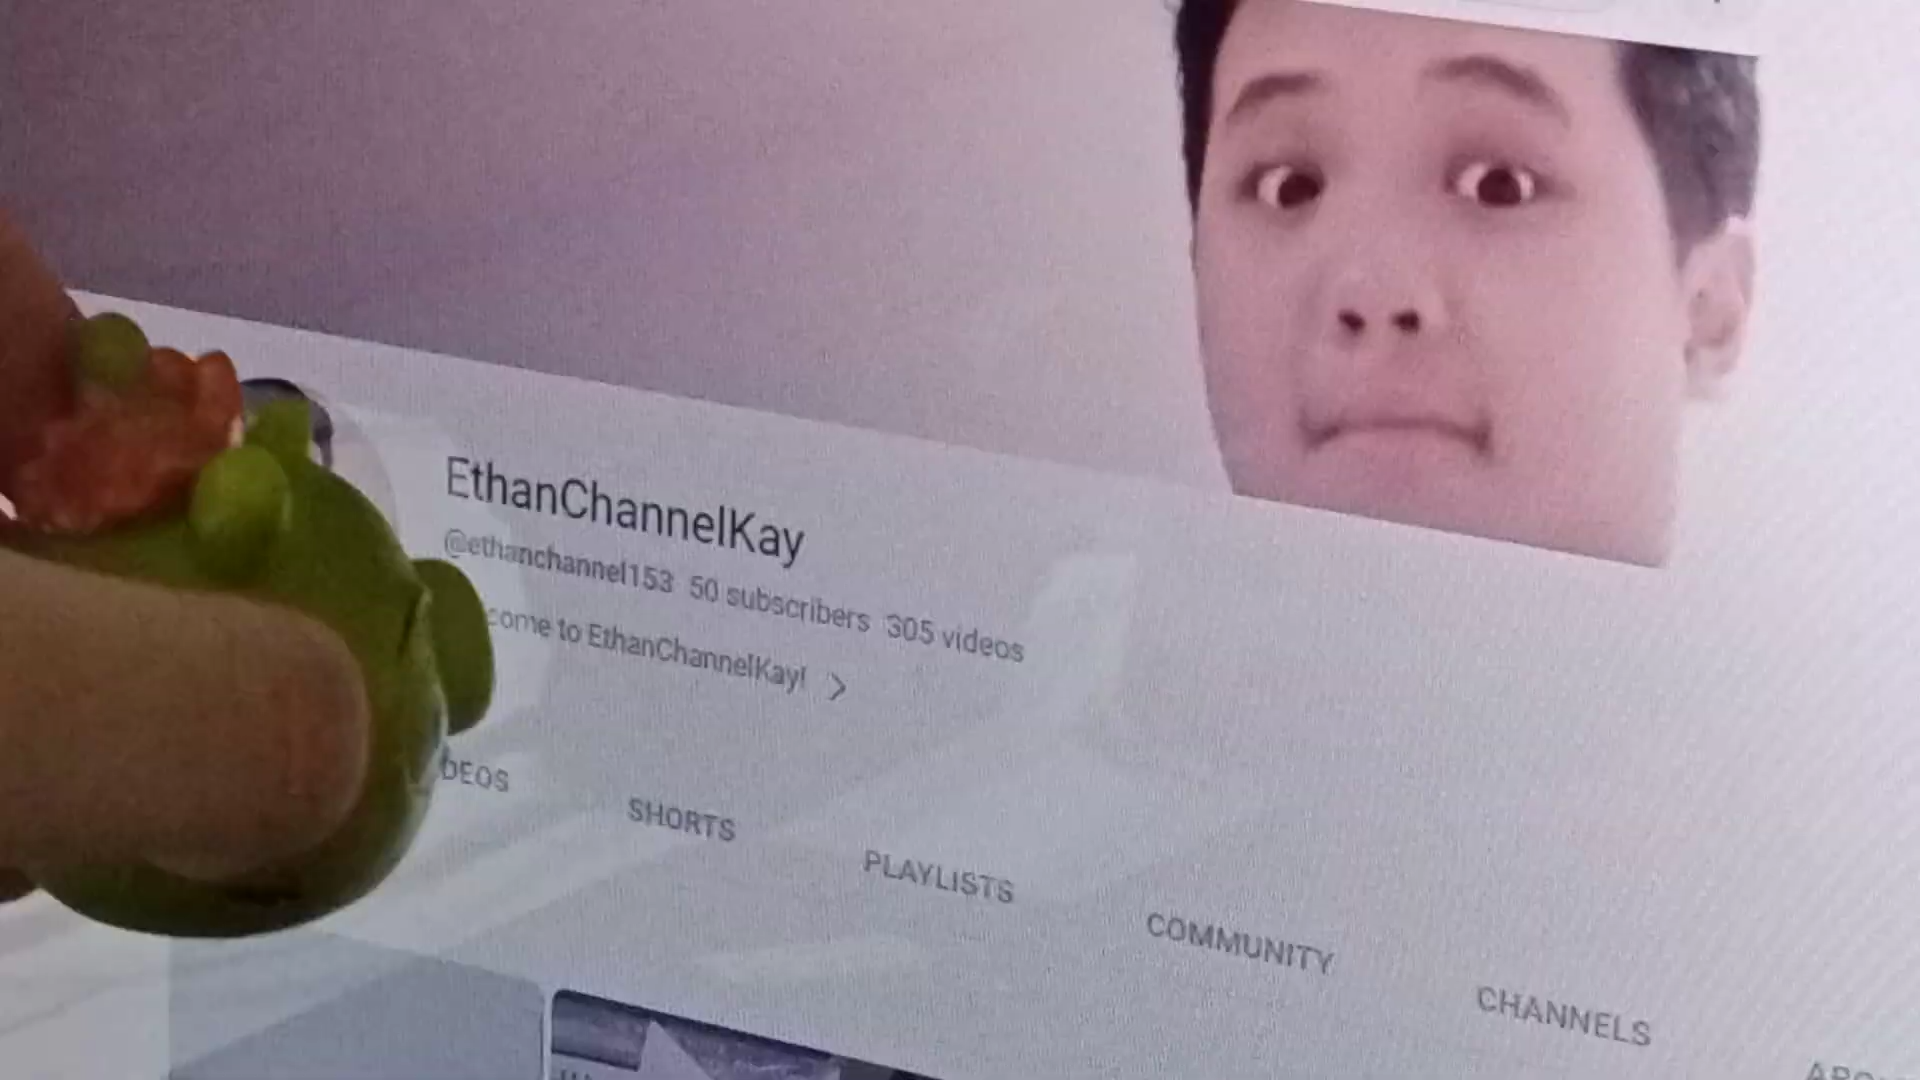 EthanChannelKay
@ethanchannel153 50 subscribers 305 videos
come to EthanChannelKay! >
DEOS SHORTS PLAYLISTS COMMUNITY CHANNELS